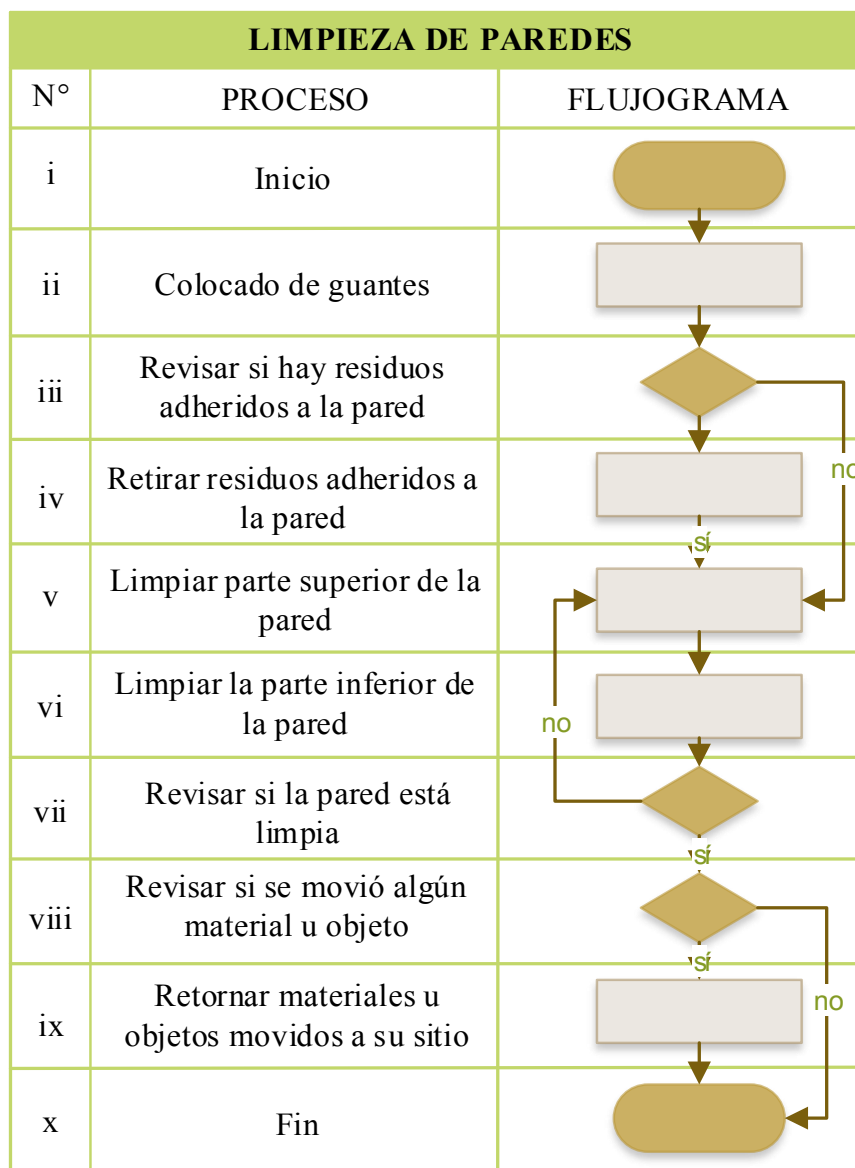 LIMPIEZA DE PAREDES
N° PROCESO FLUJOGRAMA
i Inicio
ii Colocado de guantes
iii Revisar si hay residuos
adheridos a la pared
iv Retirar residuos adheridos a
la pared
no
sí
v Limpiar parte superior de la
pared
vi Limpiar la parte inferior de
la pared
no
vii Revisar si la pared está
limpia
sí
viii Revisar si se movió algún
material u objeto
sí
ix Retornar materiales u
objetos movidos a su sitio
no
x Fin